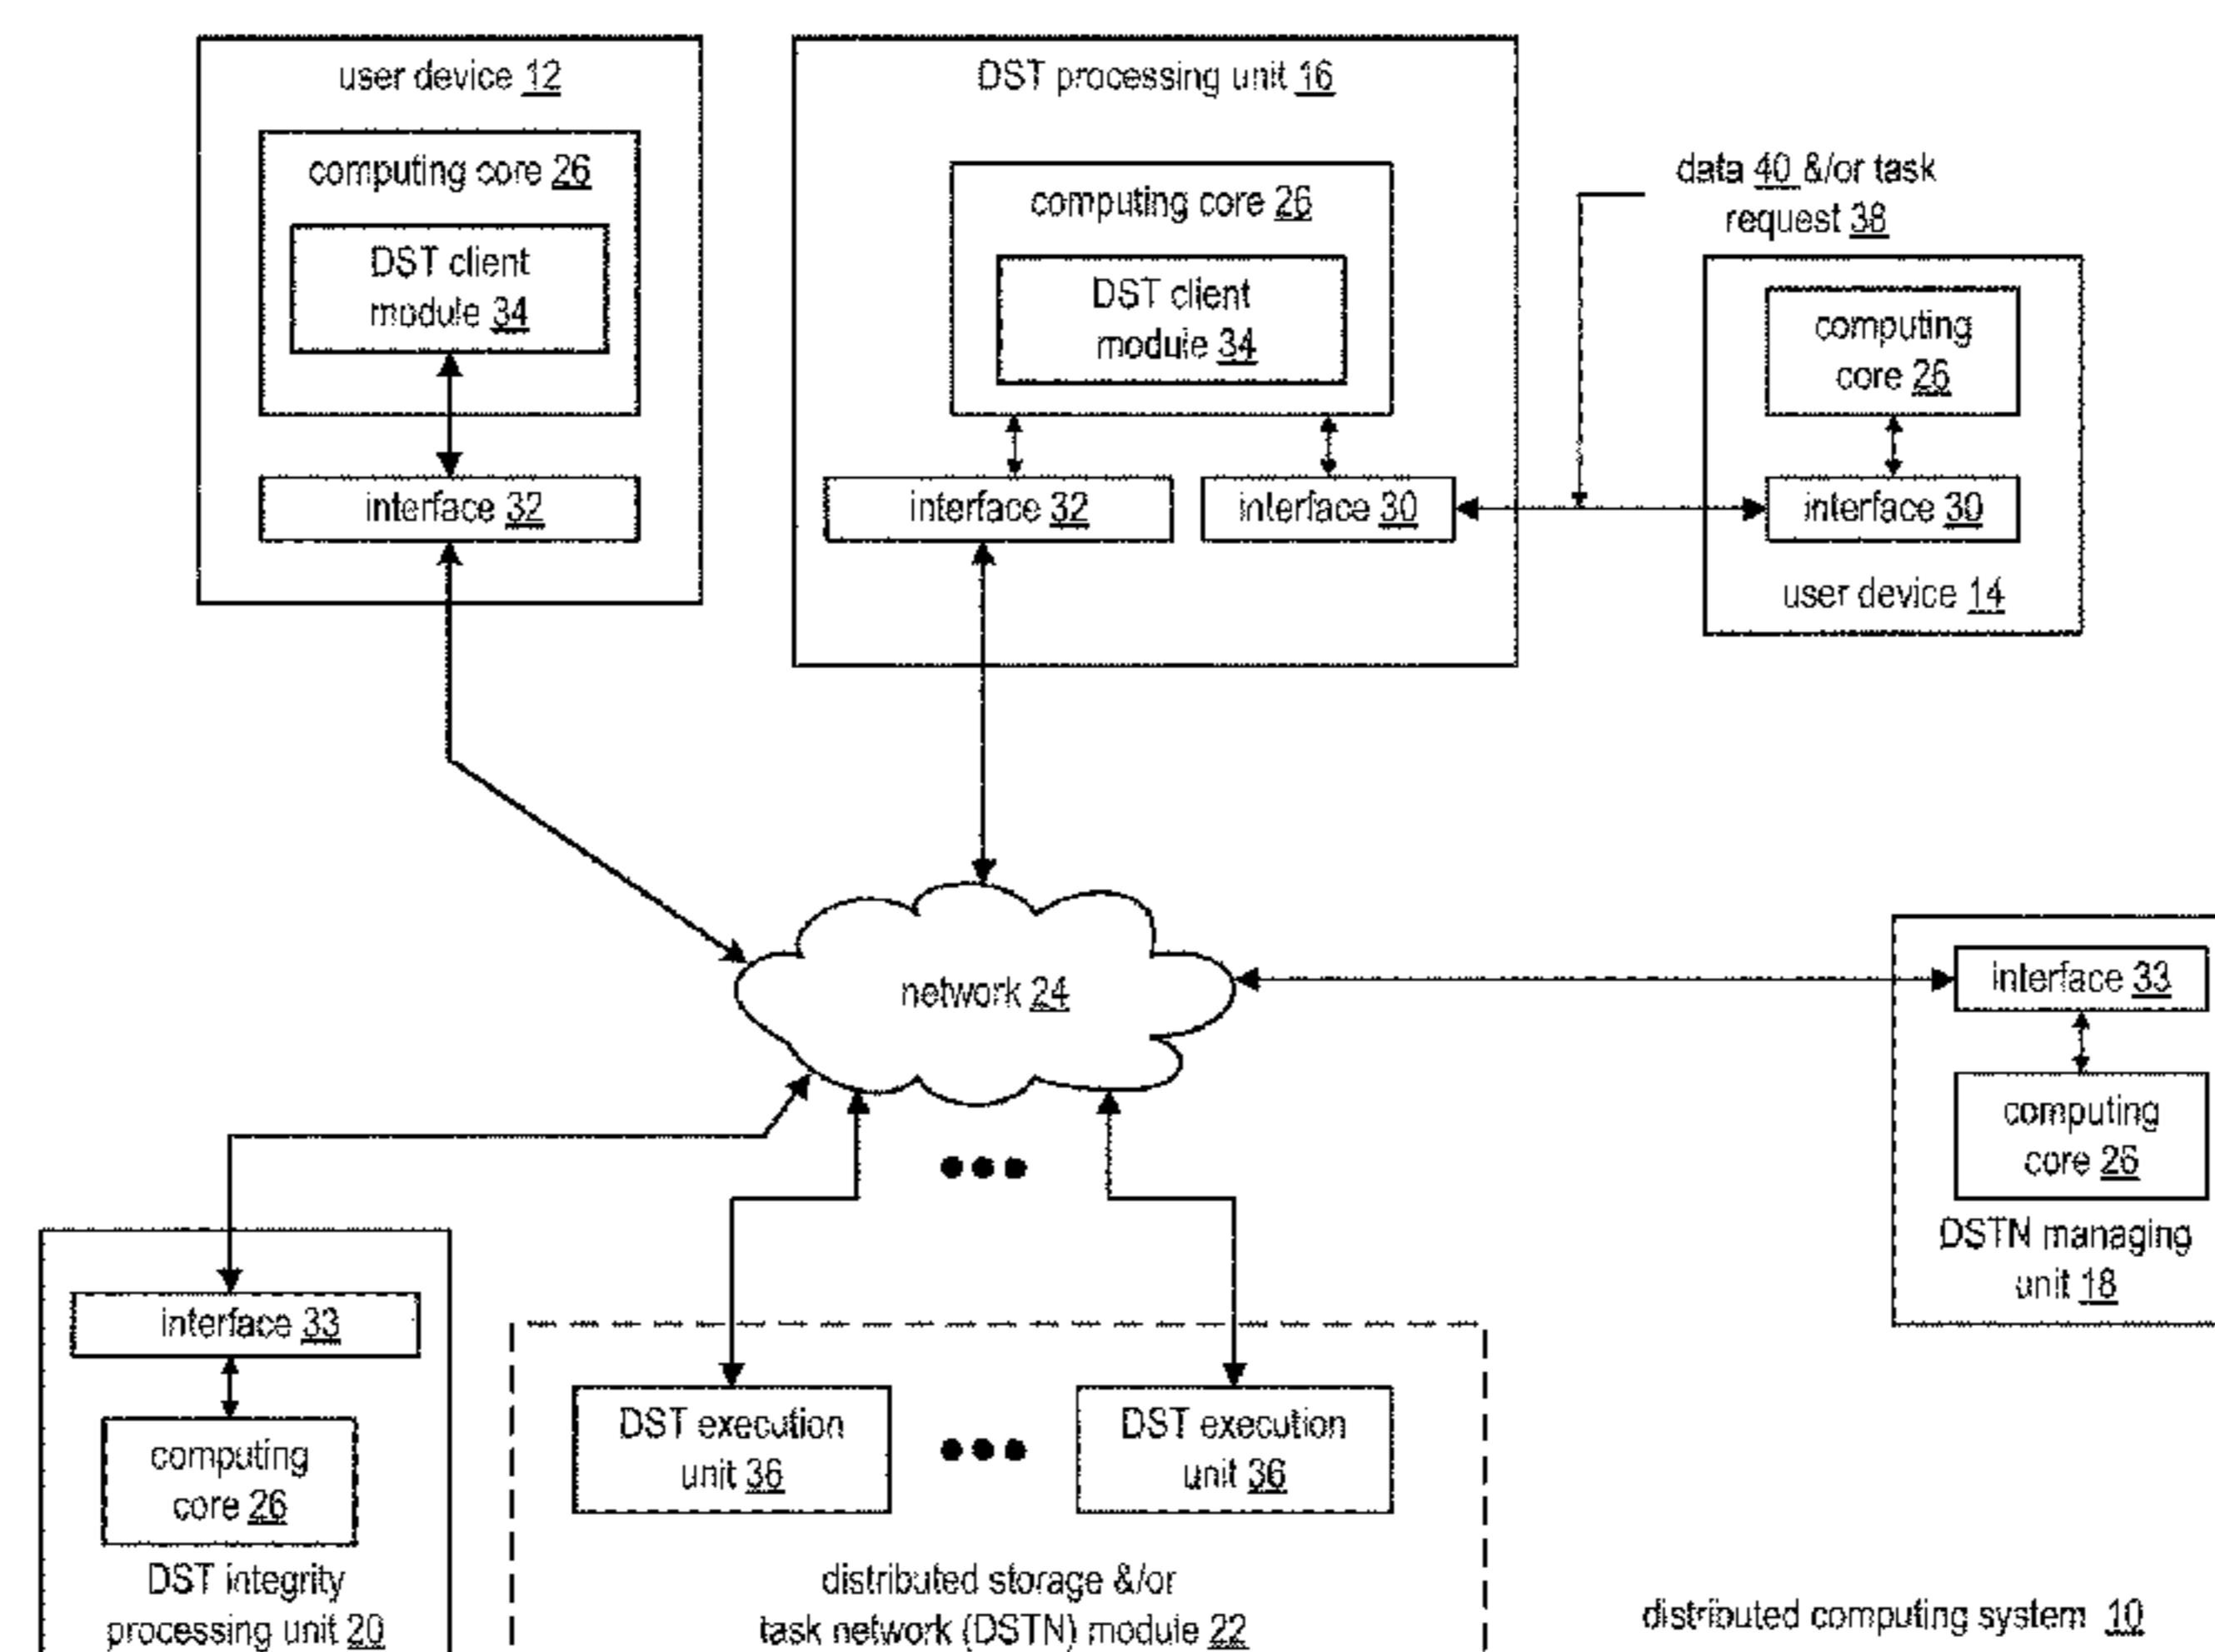 user device 12
computing core 26
DST client
module 34
interface 32
DST processing unit 16
computing core 26
DST client
module 34
interface 32
interface 30
data 40 &/or task
request 38
computing
core 26
interface 30
user device 14
network 24
interface 33
computing
core 26
DSTN managing
unit 18
interface 33
computing
core 26
DST integrity
processing unit 20
DST execution
unit 36
DST execution
unit 36
distributed storage &/or
task network (DSTN) module 22
distributed computing system 10